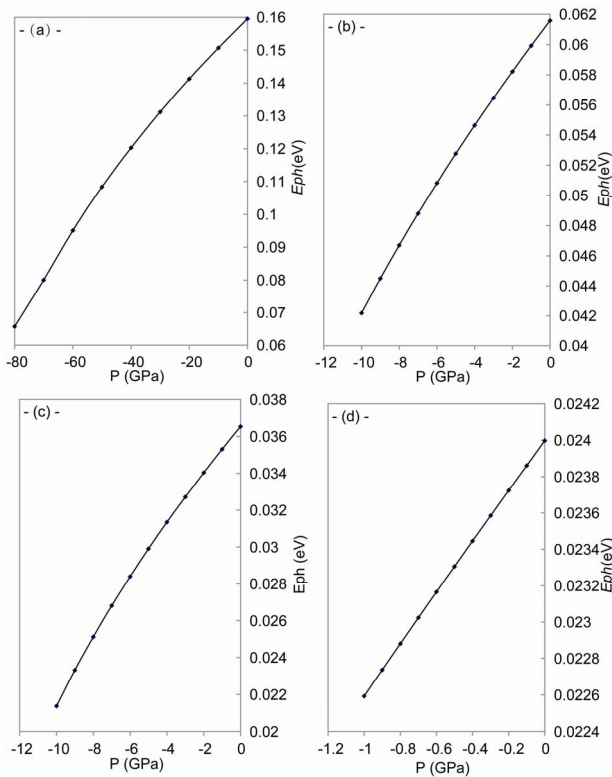 - (a) -
0.16
0.15
0.14
0.13
0.12
0.11
0.1
0.09
0.08
0.07
0.06
Eph(eV)
-80 -60 -40 -20 0
P (GPa)
- (b) -
0.062
0.06
0.058
0.056
0.054
0.052
0.05
0.048
0.046
0.044
0.042
0.04
Eph(eV)
-12 -10 -8 -6 -4 -2 0
P (GPa)
- (c) -
0.038
0.036
0.034
0.032
0.03
0.028
0.026
0.024
0.022
0.02
Eph (eV)
-12 -10 -8 -6 -4 -2 0
P (GPa)
- (d) -
0.0242
0.024
0.0238
0.0236
0.0234
0.0232
0.023
0.0228
0.0226
0.0224
Eph(eV)
-1.2 -1 -0.8 -0.6 -0.4 -0.2 0
P (GPa)